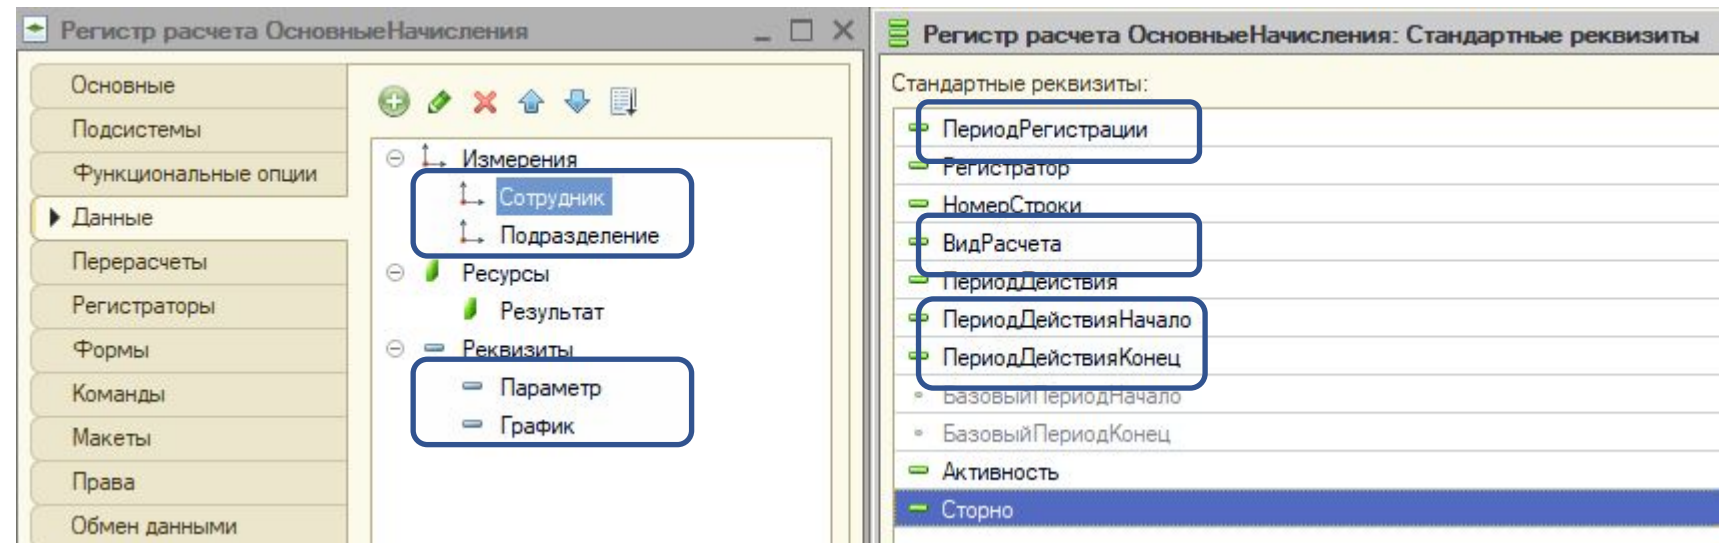 Регистр расчета ОсновныеНачисления
Основные
Подсистемы
Функциональные опции
Данные
Перерасчеты
Регистраторы
Формы
Команды
Макеты
Права
Обмен данными
Измерения
Сотрудник
Подразделение
Ресурсы
Результат
Реквизиты
Параметр
График
Регистр расчета ОсновныеНачисления: Стандартные реквизиты
Стандартные реквизиты:
ПериодРегистрации
Регистратор
НомерСтроки
ВидРасчета
ПериодДействия
ПериодДействияНачало
ПериодДействияКонец
БазовыйПериодНачало
БазовыйПериодКонец
Активность
Сторно